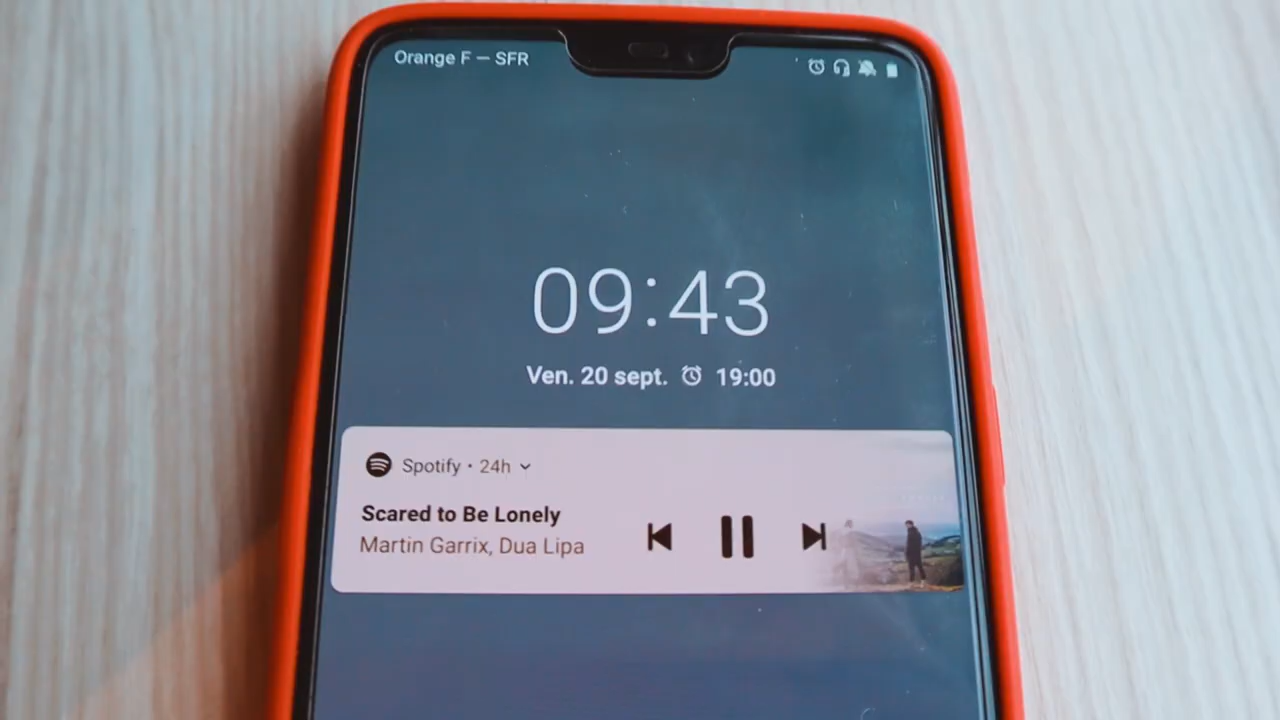 Orange F — SFR
09:43
Ven. 20 sept. 19:00
Spotify • 24h
Scared to Be Lonely
Martin Garrix, Dua Lipa